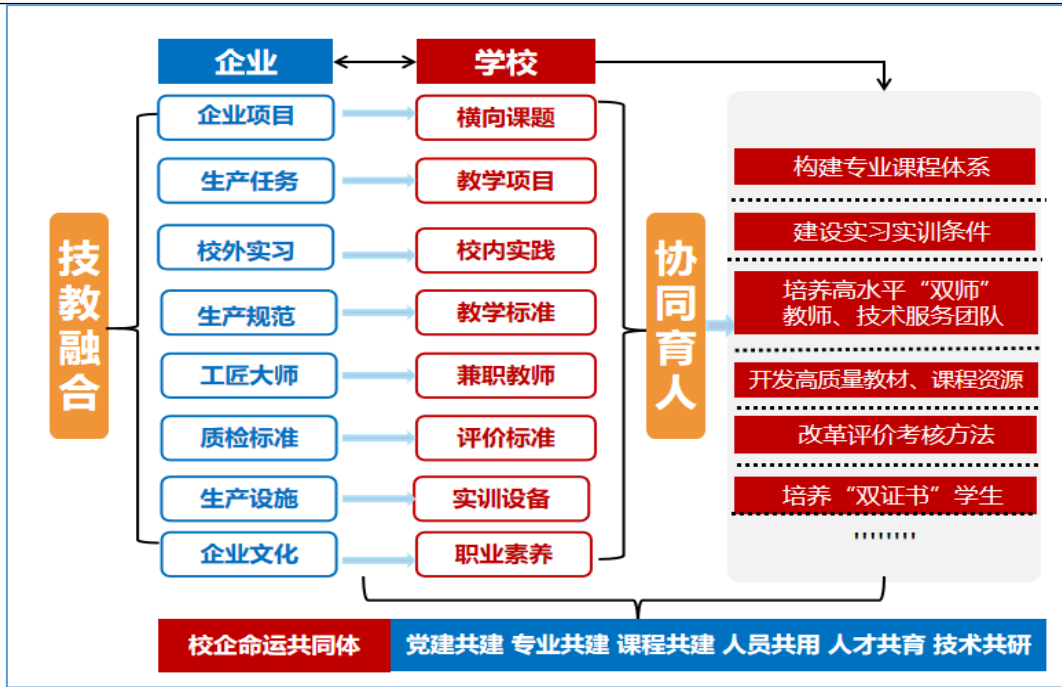 企业
学校
企业项目
横向课题
生产任务
教学项目
校外实习
校内实践
生产规范
教学标准
工匠大师
兼职教师
质检标准
评价标准
生产设施
实训设备
企业文化
职业素养
技教融合
协同育人
构建专业课程体系
建设实习实训条件
培养高水平“双师”
教师、技术服务团队
开发高质量教材、课程资源
改革评价考核方法
培养“双证书”学生
''''''''
校企命运共同体
党建共建 专业共建 课程共建 人员共用 人才共育 技术共研